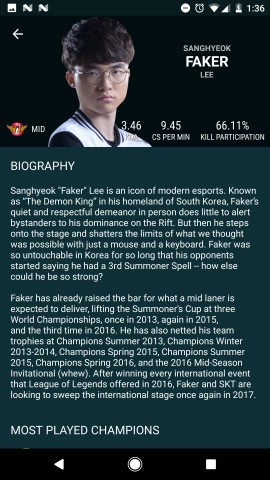 1:36
SANGHYEOK
FAKER
LEE
MID
3.46
9.45
66.11%
CS PER MIN
KILL PARTICIPATION
BIOGRAPHY
Sanghyeok "Faker" Lee is an icon of modern esports. Known
as "The Demon King" in his homeland of South Korea, Faker's
quiet and respectful demeanor in person does little to alert
bystanders to his dominance on the Rift. But then he steps
onto the stage and shatters the limits of what we thought
was possible with just a mouse and a keyboard. Faker was
so untouchable in Korea for so long that his opponents
started saying he had a 3rd Summoner Spell -- how else
could he be so strong?
Faker has already raised the bar for what a mid laner is
expected to deliver, lifting the Summoner's Cup at three
World Championships, once in 2013, again in 2015,
and the third time in 2016. He has also netted his team
trophies at Champions Summer 2013, Champions Winter
2013-2014, Champions Spring 2015, Champions Summer
2015, Champions Spring 2016, and the 2016 Mid-Season
Invitational (whew). After winning every international event
that League of Legends offered in 2016, Faker and SKT are
looking to sweep the international stage once again in 2017.
MOST PLAYED CHAMPIONS